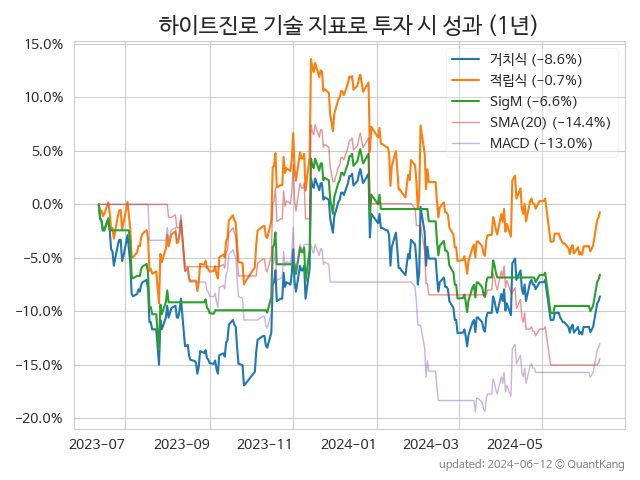 하이트진로 기술 지표로 투자 시 성과 (1년)
15.0%
10.0%
5.0%
0.0%
−5.0%
−10.0%
−15.0%
−20.0%
거치식 (−8.6%)
적립식 (−0.7%)
SigM (−6.6%)
SMA(20) (−14.4%)
MACD (−13.0%)
2023−07
2023−09
2023−11
2024−01
2024−03
2024−05
updated: 2024-06-12 © QuantKang